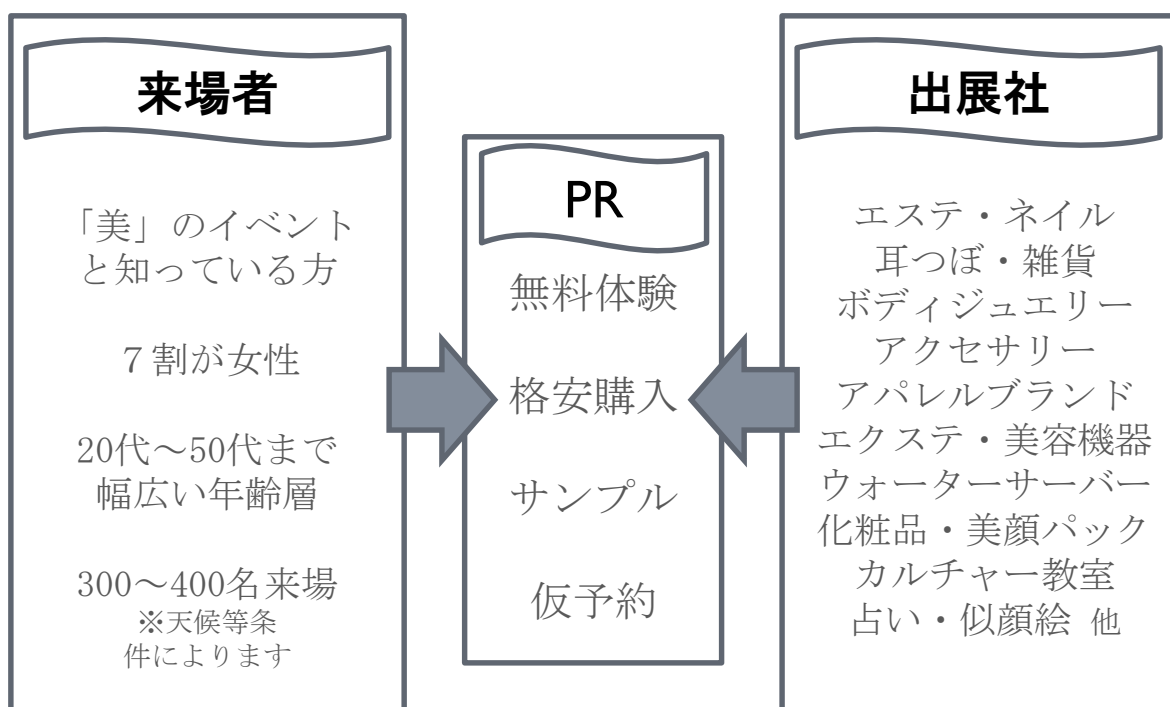 来場者
「美」のイベント
と知っている方
７割が女性
20代～50代まで
幅広い年齢層
300～400名来場
※天候等条
件によります
PR
無料体験
格安購入
サンプル
仮予約
出展社
エステ・ネイル
耳つぼ・雑貨
ボディジュエリー
アクセサリー
アパレルブランド
エクステ・美容機器
ウォーターサーバー
化粧品・美顔パック
カルチャー教室
占い・似顔絵 他